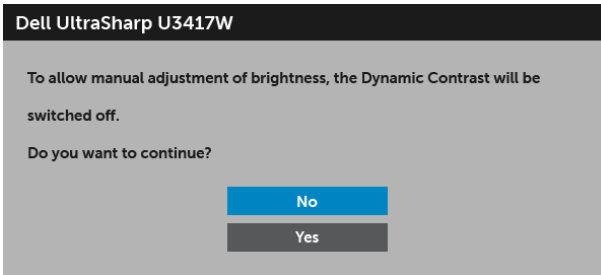 Dell UltraSharp U3417W
To allow manual adjustment of brightness, the Dynamic Contrast will be
switched off.
Do you want to continue?
No
Yes